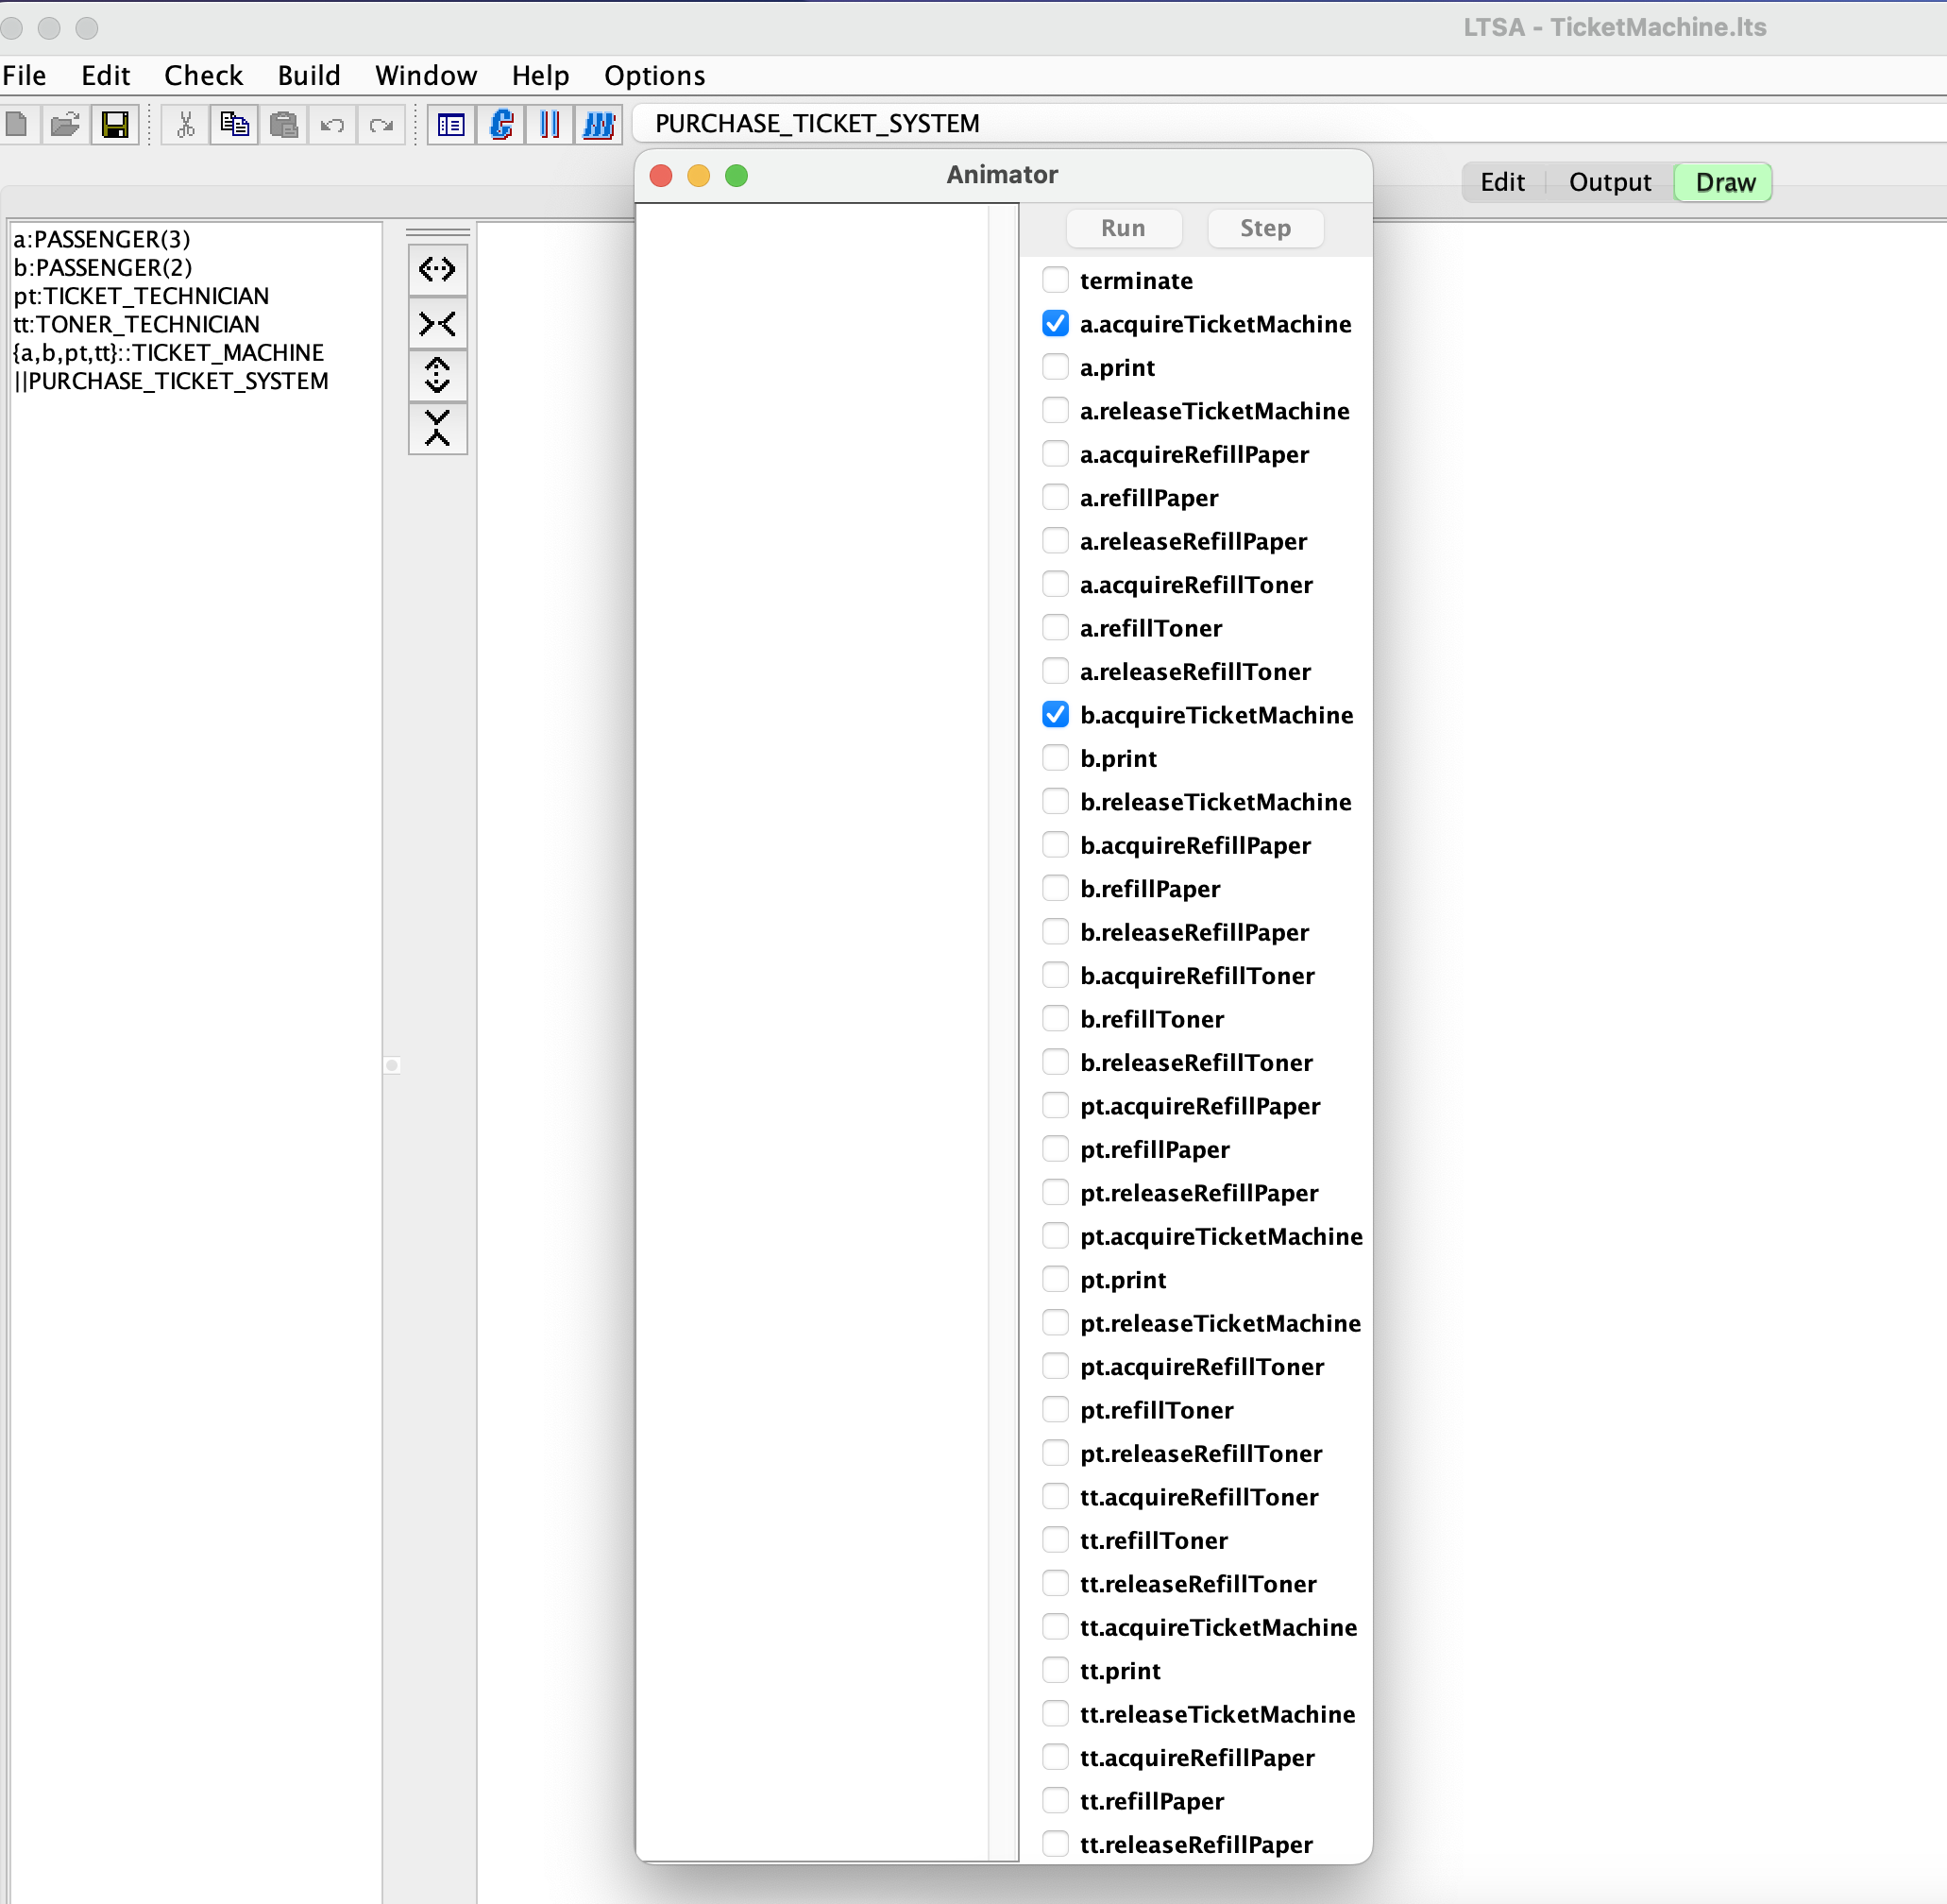 LTSA - TicketMachine.lts
File Edit Check Build Window Help Options
PURCHASE_TICKET_SYSTEM
Edit Output Draw
a:PASSENGER(3)
b:PASSENGER(2)
pt:TICKET_TECHNICIAN
tt:TONER_TECHNICIAN
{a,b,pt,tt}::TICKET_MACHINE
||PURCHASE_TICKET_SYSTEM
Animator
Run Step
terminate
a.acquireTicketMachine
a.print
a.releaseTicketMachine
a.acquireRefillPaper
a.refillPaper
a.releaseRefillPaper
a.acquireRefillToner
a.refillToner
a.releaseRefillToner
b.acquireTicketMachine
b.print
b.releaseTicketMachine
b.acquireRefillPaper
b.refillPaper
b.releaseRefillPaper
b.acquireRefillToner
b.refillToner
b.releaseRefillToner
pt.acquireRefillPaper
pt.refillPaper
pt.releaseRefillPaper
pt.acquireTicketMachine
pt.print
pt.releaseTicketMachine
pt.acquireRefillToner
pt.refillToner
pt.releaseRefillToner
tt.acquireRefillToner
tt.refillToner
tt.releaseRefillToner
tt.acquireTicketMachine
tt.print
tt.releaseTicketMachine
tt.acquireRefillPaper
tt.refillPaper
tt.releaseRefillPaper